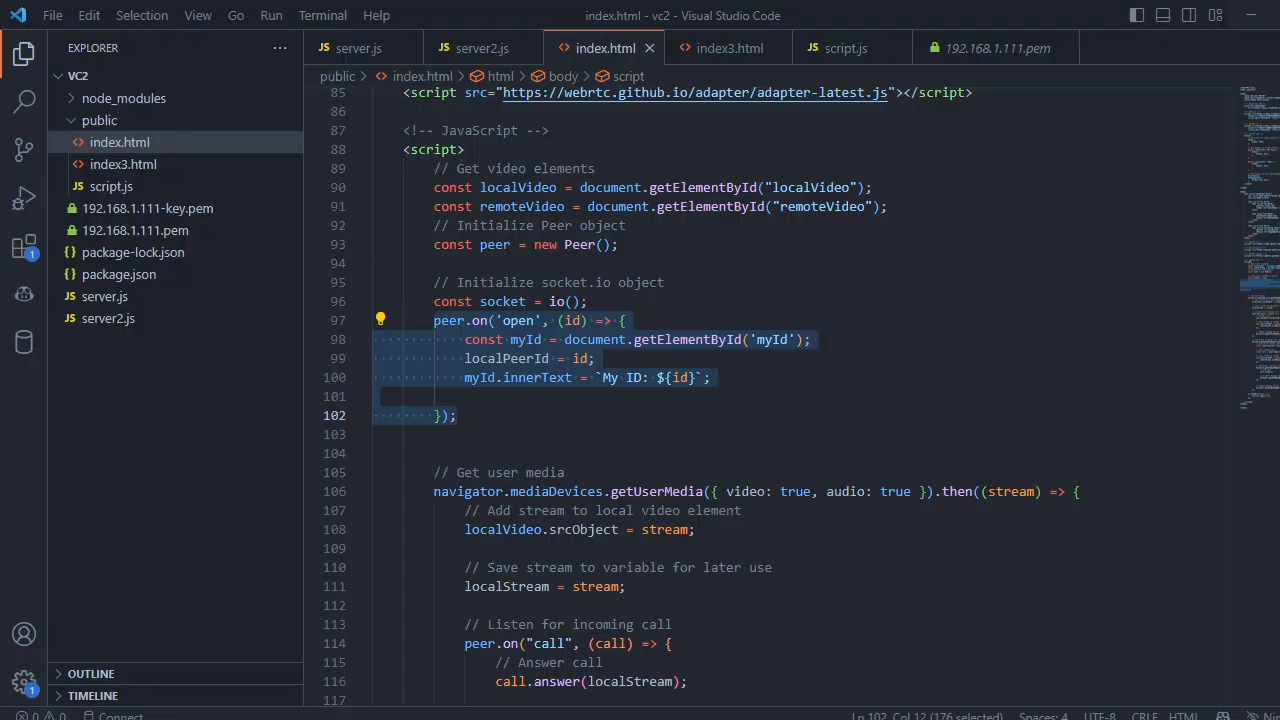 File Edit Selection View Go Run Terminal Help
index.html - vc2 - Visual Studio Code
EXPLORER
VC2
node_modules
public
index.html
index3.html
script.js
192.168.1.111-key.pem
192.168.1.111.pem
package-lock.json
package.json
server.js
server2.js
OUTLINE
TIMELINE
1
1
server.js server2.js index.html index3.html script.js 192.168.1.111.pem
public > index.html > html > body > script
85 <script src="https://webrtc.github.io/adapter/adapter-latest.js"></script>
86
87 <!-- JavaScript -->
88 <script>
89 // Get video elements
90 const localVideo = document.getElementById("localVideo");
91 const remoteVideo = document.getElementById("remoteVideo");
92 // Initialize Peer object
93 const peer = new Peer();
94
95 // Initialize socket.io object
96 const socket = io();
97 peer.on('open', (id) => {
98 const myId = document.getElementById('myId');
99 localPeerId = id;
100 myId.innerText = `My ID: ${id}`;
101
102 });
103
104
105 // Get user media
106 navigator.mediaDevices.getUserMedia({ video: true, audio: true }).then((stream) => {
107 // Add stream to local video element
108 localVideo.srcObject = stream;
109
110 // Save stream to variable for later use
111 localStream = stream;
112
113 // Listen for incoming call
114 peer.on("call", (call) => {
115 // Answer call
116 call.answer(localStream);
117
0 0 Connect Ln 102, Col 12 (176 selected) Spaces: 4 UTF-8 CRLF HTML